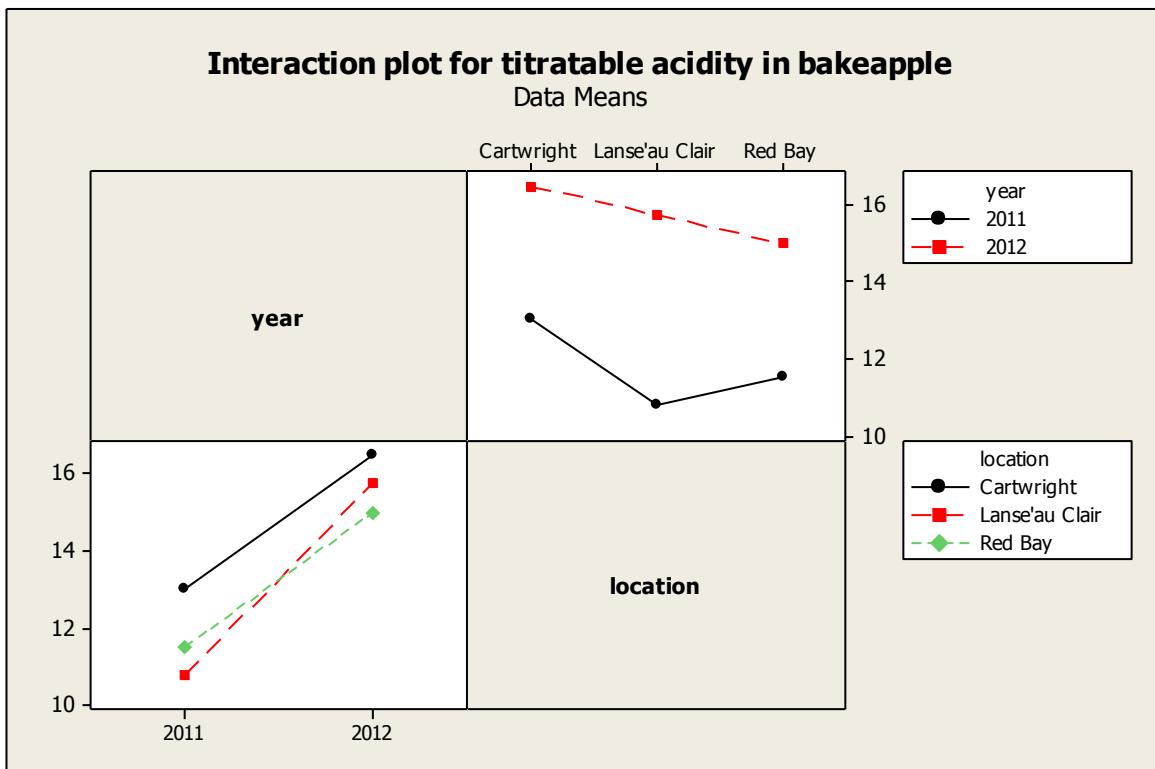 Interaction plot for titratable acidity in bakeapple
Data Means
Cartwright Lanse'au Clair Red Bay
year
16
14
12
10
year
2011
2012
16
14
12
10
2011 2012
location
location
Cartwright
Lanse'au Clair
Red Bay